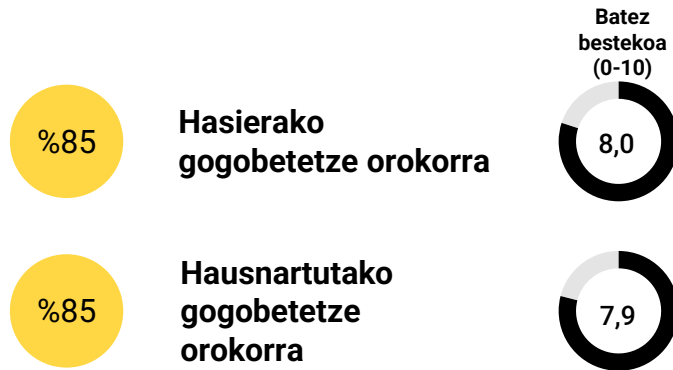 Batez
bestekoa
(0-10)
%85
Hasierako
gogobetetze orokorra
8,0
%85
Hausnartutako
gogobetetze
orokorra
7,9